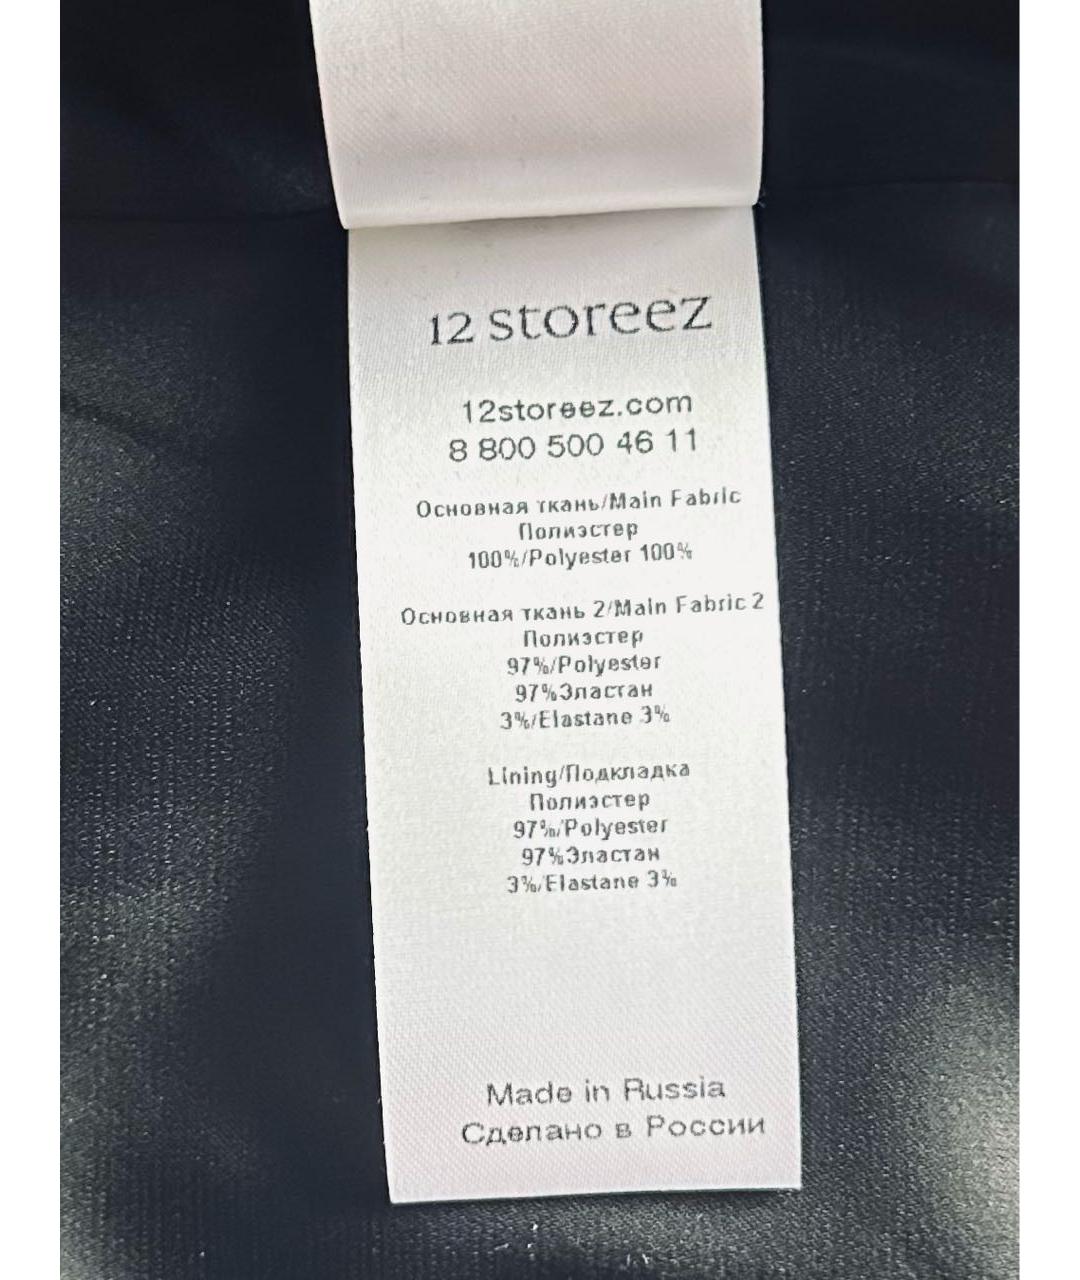 12 storeez
12storeez.com
8 800 500 46 11
Основная ткань/Main Fabric
Полиэстер
100%/Polyester 100%
Основная ткань 2/Main Fabric 2
Полиэстер
97%/Polyester
97%Эластан
3%/Elastane 3%
Lining/Подкладка
Полиэстер
97%/Polyester
97%Эластан
3%/Elastane 3%
Made in Russia
Сделано в России